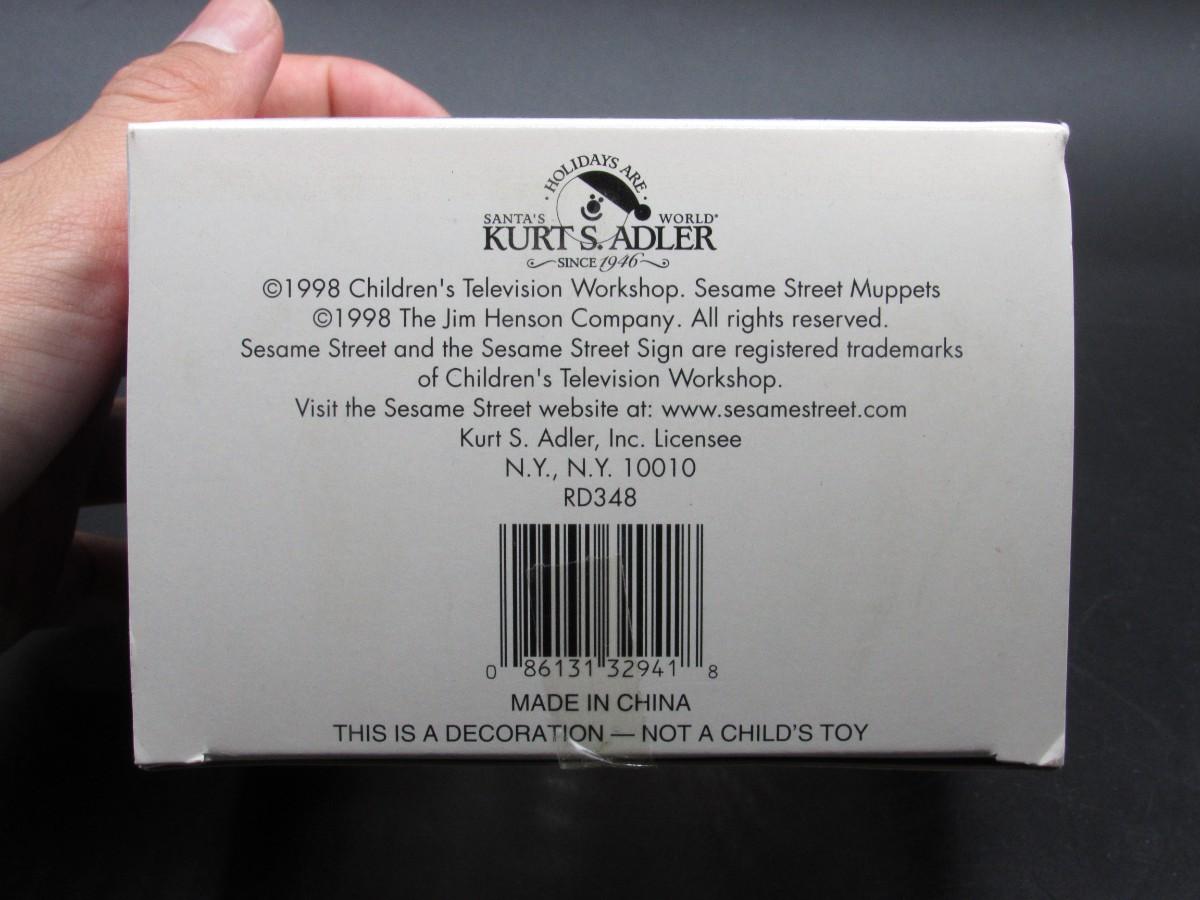 · HOLIDAYS ARE ·
SANTA'S WORLD®
KURT S. ADLER
SINCE 1946
©1998 Children's Television Workshop. Sesame Street Muppets
©1998 The Jim Henson Company. All rights reserved.
Sesame Street and the Sesame Street Sign are registered trademarks
of Children's Television Workshop.
Visit the Sesame Street website at: www.sesamestreet.com
Kurt S. Adler, Inc. Licensee
N.Y., N.Y. 10010
RD348
0 86131 32941 8
MADE IN CHINA
THIS IS A DECORATION — NOT A CHILD'S TOY